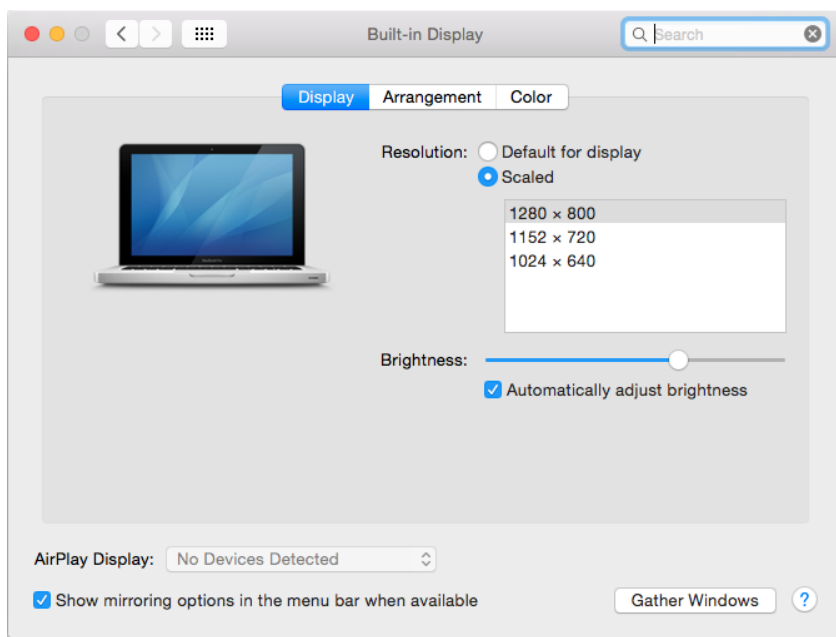 Built-in Display
Search
Display Arrangement Color
Resolution: Default for display
Scaled
1280 × 800
1152 × 720
1024 × 640
Brightness:
Automatically adjust brightness
AirPlay Display: No Devices Detected
Show mirroring options in the menu bar when available
Gather Windows ?